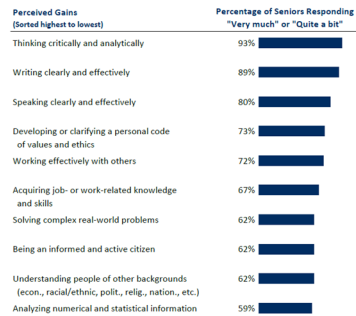 Perceived Gains
(Sorted highest to lowest)
Percentage of Seniors Responding
"Very much" or "Quite a bit"
Thinking critically and analytically 93%
Writing clearly and effectively 89%
Speaking clearly and effectively 80%
Developing or clarifying a personal code 73%
of values and ethics
Working effectively with others 72%
Acquiring job- or work-related knowledge 67%
and skills
Solving complex real-world problems 62%
Being an informed and active citizen 62%
Understanding people of other backgrounds 62%
(econ., racial/ethnic, polit., relig., nation., etc.)
Analyzing numerical and statistical information 59%